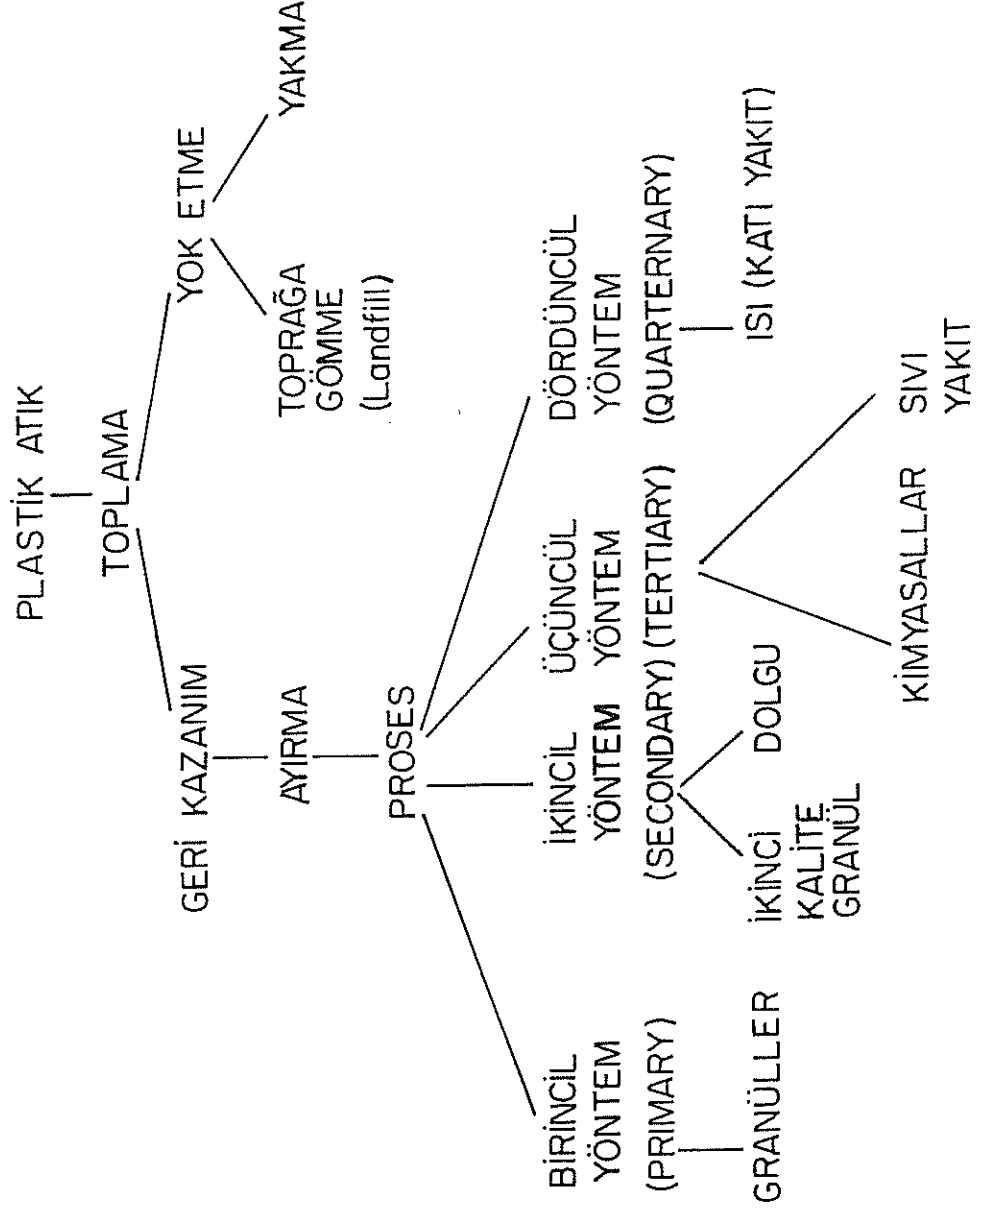 PLASTİK ATIK
TOPLAMA
GERİ KAZANIM
YOK ETME
AYIRMA
TOPRAĞA
GÖMME
(Landfill)
YAKMA
PROSES
BİRİNCİL
YÖNTEM
(PRIMARY)
İKİNCİL
YÖNTEM
(SECONDARY)
ÜÇÜNCÜL
YÖNTEM
(TERTIARY)
DÖRDÜNCÜL
YÖNTEM
(QUARTERNARY)
GRANÜLLER
İKİNCİ
KALİTE
GRANÜL
DOLGU
ISI (KATI YAKIT)
KİMYASALLAR
SIVI
YAKIT